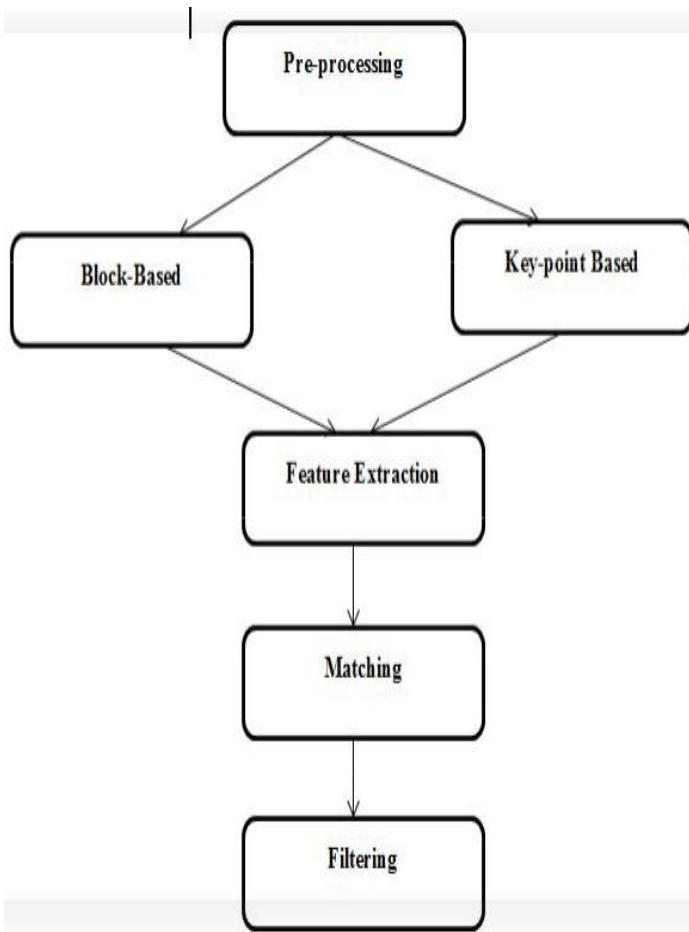 Pre-processing
Block-Based
Key-point Based
Feature Extraction
Matching
Filtering